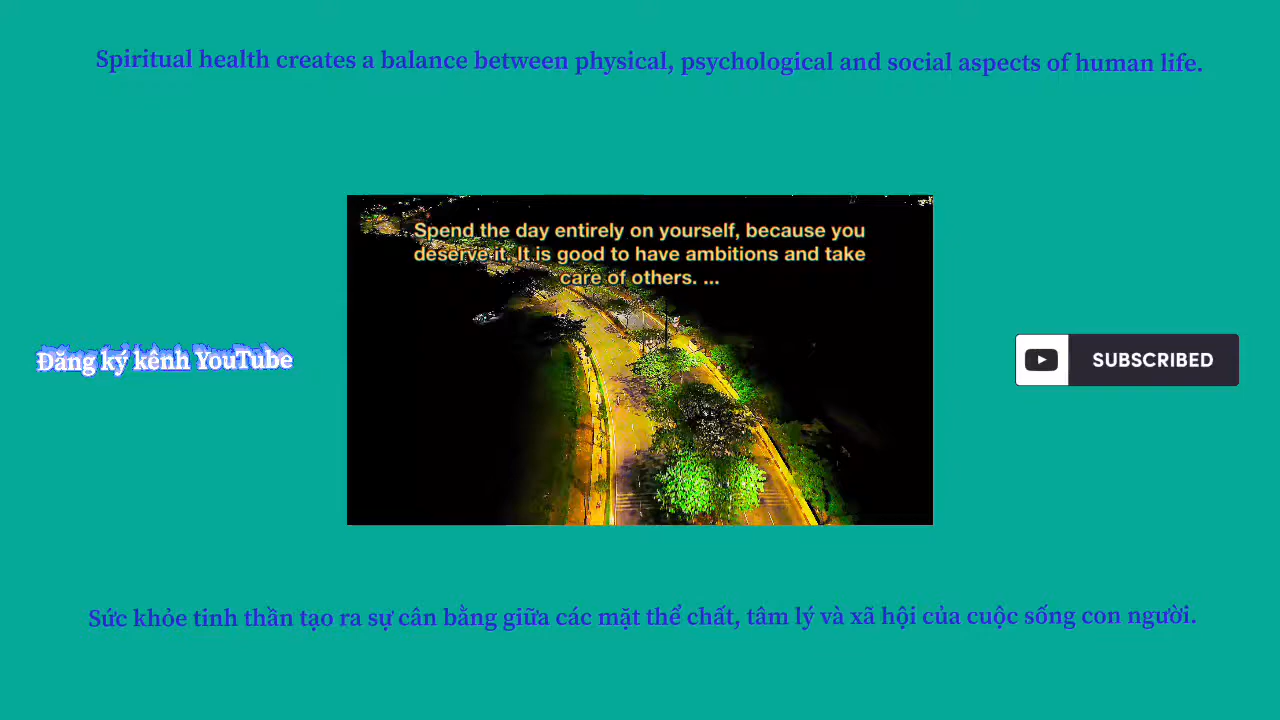 Spiritual health creates a balance between physical, psychological and social aspects of human life.
Spend the day entirely on yourself, because you
deserve it. It is good to have ambitions and take
care of others. ...
Đăng ký kênh YouTube
SUBSCRIBED
Sức khỏe tinh thần tạo ra sự cân bằng giữa các mặt thể chất, tâm lý và xã hội của cuộc sống con người.